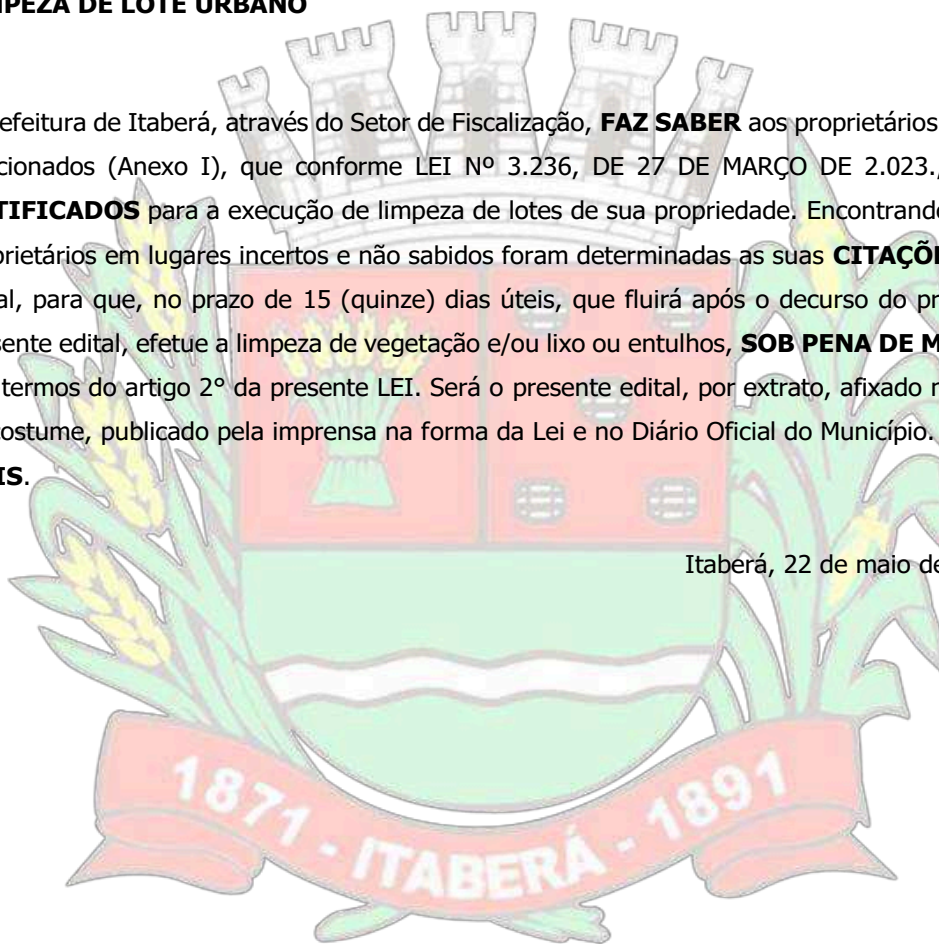 MPEZA DE LOTE URBANO
efeitura de Itaberá, através do Setor de Fiscalização, FAZ SABER aos proprietários
cionados (Anexo I), que conforme LEI Nº 3.236, DE 27 DE MARÇO DE 2.023.,
TIFICADOS para a execução de limpeza de lotes de sua propriedade. Encontrando
prietários em lugares incertos e não sabidos foram determinadas as suas CITAÇÕ
al, para que, no prazo de 15 (quinze) dias úteis, que fluirá após o decurso do pr
sente edital, efetue a limpeza de vegetação e/ou lixo ou entulhos, SOB PENA DE M
termos do artigo 2° da presente LEI. Será o presente edital, por extrato, afixado n
costume, publicado pela imprensa na forma da Lei e no Diário Oficial do Município.
IS.
Itaberá, 22 de maio de
1871 - ITABERÁ - 1891